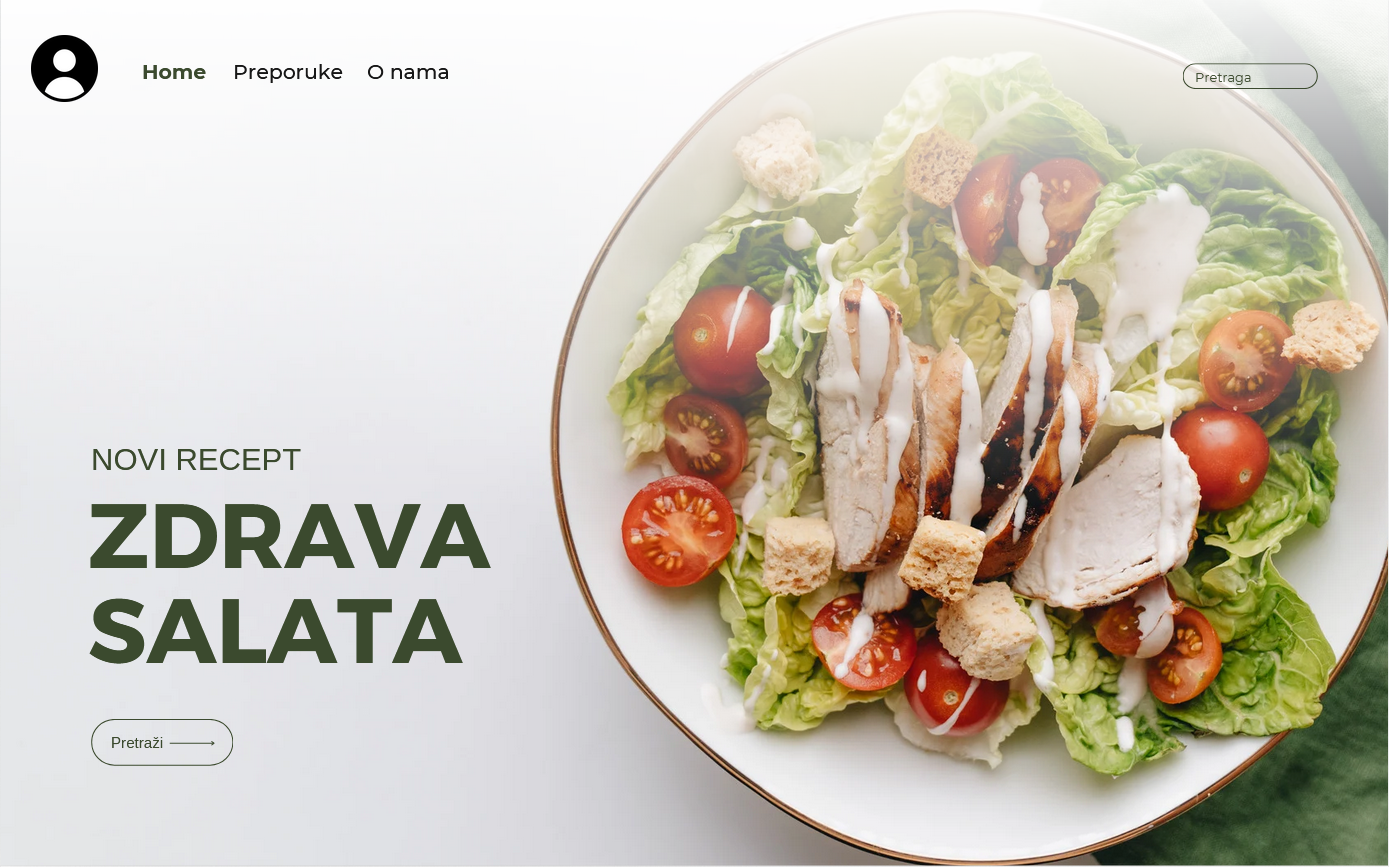 Home Preporuke O nama Pretraga
NOVI RECEPT
ZDRAVA
SALATA
Pretraži